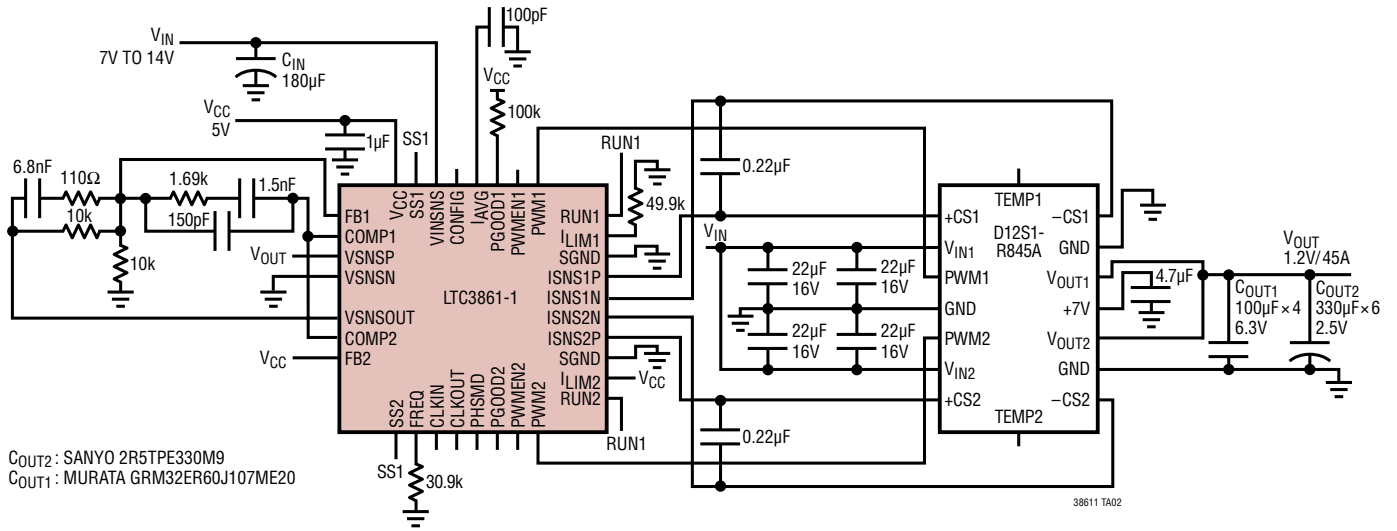 100pF
VIN
7V TO 14V
CIN
180µF
VCC
100k
VCC
5V
1µF
SS1
RUN1
0.22µF
6.8nF
110Ω
1.69k
1.5nF
10k
150pF
10k
49.9k
VCC
SS1
VINSNS
CONFIG
IAVG
PGOOD1
PWMEN1
PWM1
FB1
COMP1
VSNSP
VSNSN
VSNSOUT
COMP2
FB2
VOUT
VCC
LTC3861-1
RUN1
ILIM1
SGND
ISNS1P
ISNS1N
ISNS2N
ISNS2P
SGND
ILIM2
RUN2
VCC
RUN1
SS2
FREQ
CLKIN
CLKOUT
PHSMD
PGOOD2
PWMEN2
PWM2
SS1
30.9k
VIN
22µF
16V
22µF
16V
22µF
16V
22µF
16V
0.22µF
TEMP1
D12S1-
R845A
+CS1
VIN1
PWM1
GND
PWM2
VIN2
+CS2
TEMP2
–CS1
GND
VOUT1
+7V
VOUT2
GND
–CS2
4.7µF
VOUT
1.2V/45A
COUT1
100µF×4
6.3V
COUT2
330µF×6
2.5V
COUT2: SANYO 2R5TPE330M9
COUT1: MURATA GRM32ER60J107ME20
38611 TA02